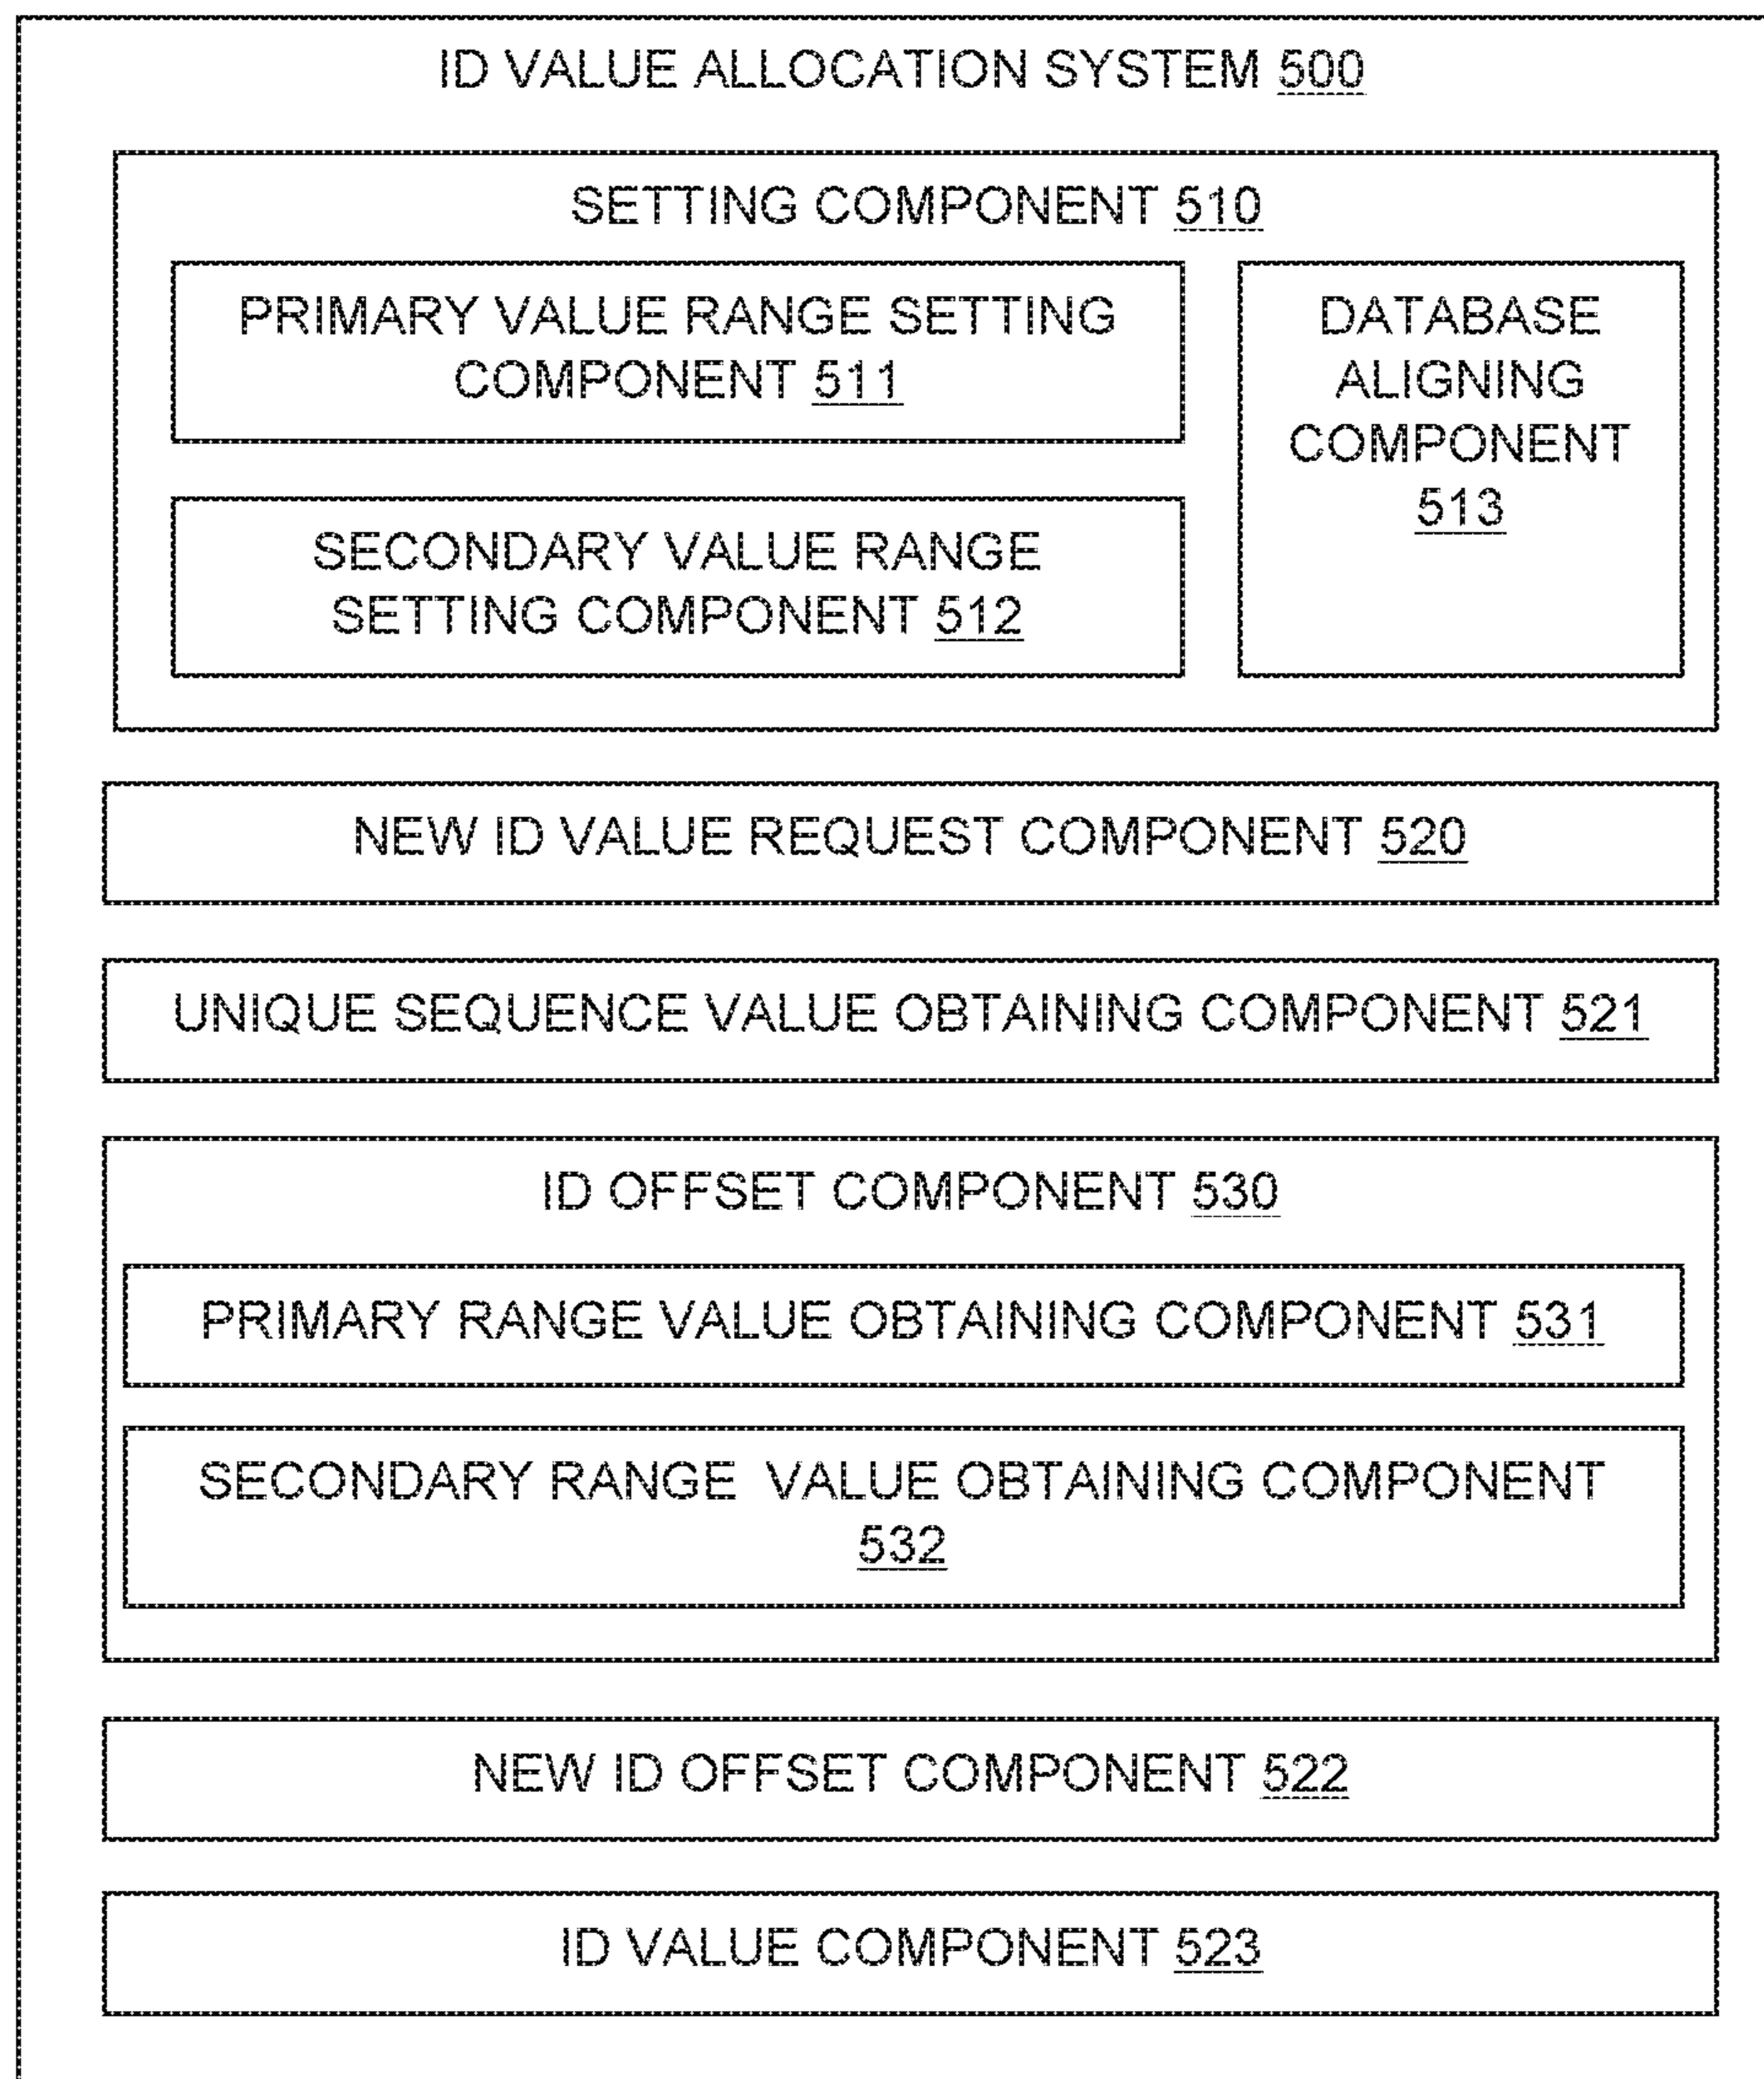 ID VALUE ALLOCATION SYSTEM 500
SETTING COMPONENT 510
PRIMARY VALUE RANGE SETTING
COMPONENT 511
SECONDARY VALUE RANGE
SETTING COMPONENT 512
DATABASE
ALIGNING
COMPONENT
513
NEW ID VALUE REQUEST COMPONENT 520
UNIQUE SEQUENCE VALUE OBTAINING COMPONENT 521
ID OFFSET COMPONENT 530
PRIMARY RANGE VALUE OBTAINING COMPONENT 531
SECONDARY RANGE VALUE OBTAINING COMPONENT
532
NEW ID OFFSET COMPONENT 522
ID VALUE COMPONENT 523